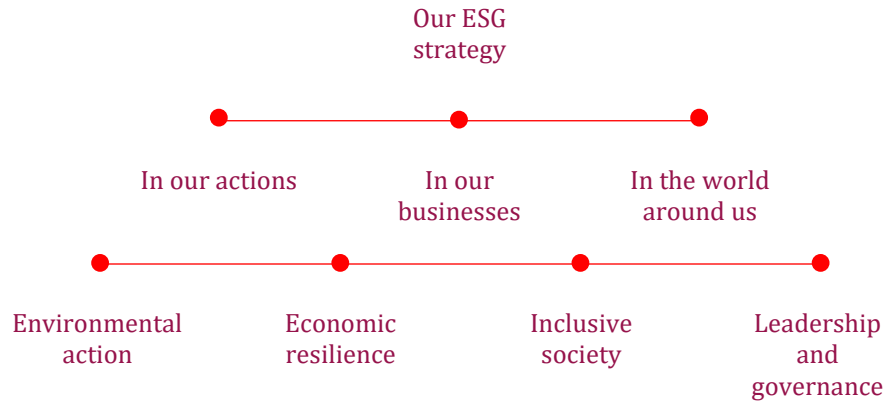 Our ESG
strategy
In our actions
In our
businesses
In the world
around us
Environmental
action
Economic
resilience
Inclusive
society
Leadership
and
governance